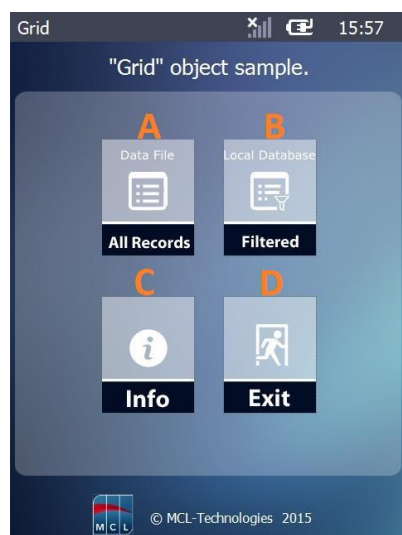 Grid 15:57
"Grid" object sample.
A B
Data File Local Database
All Records Filtered
C D
i
Info Exit
MCL © MCL-Technologies 2015